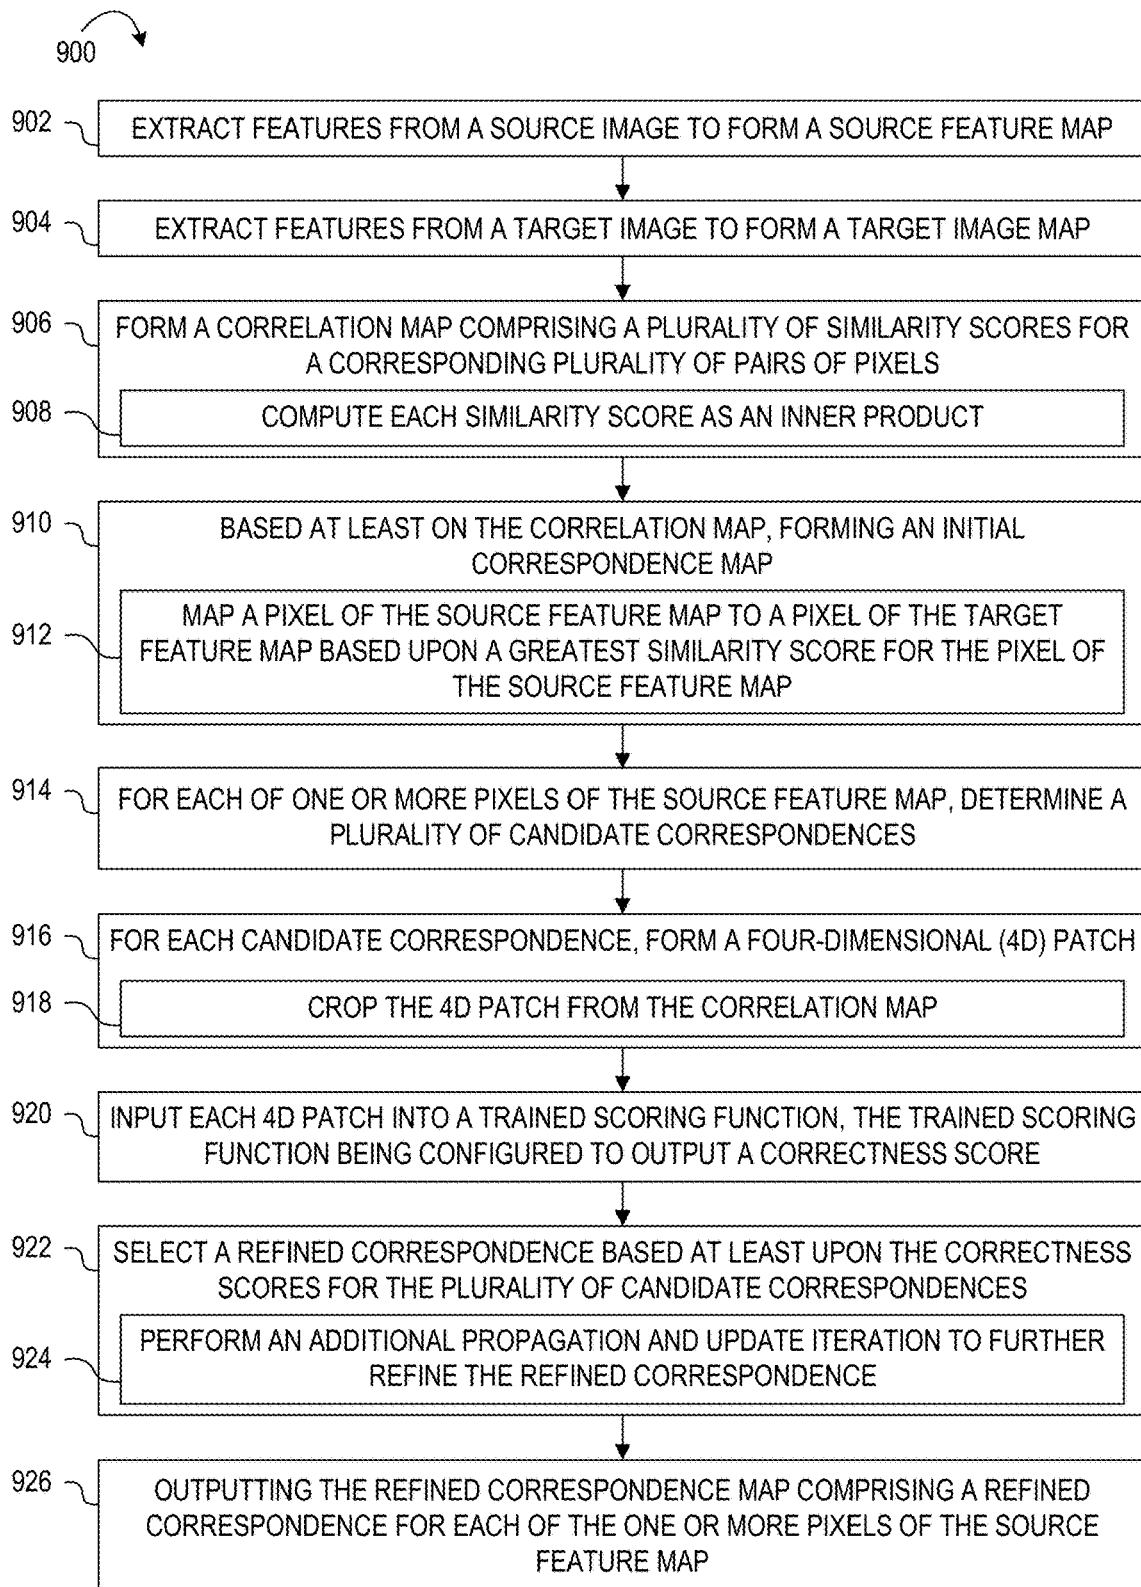 900
902
EXTRACT FEATURES FROM A SOURCE IMAGE TO FORM A SOURCE FEATURE MAP
904
EXTRACT FEATURES FROM A TARGET IMAGE TO FORM A TARGET IMAGE MAP
906
FORM A CORRELATION MAP COMPRISING A PLURALITY OF SIMILARITY SCORES FOR
A CORRESPONDING PLURALITY OF PAIRS OF PIXELS
908
COMPUTE EACH SIMILARITY SCORE AS AN INNER PRODUCT
910
BASED AT LEAST ON THE CORRELATION MAP, FORMING AN INITIAL
CORRESPONDENCE MAP
912
MAP A PIXEL OF THE SOURCE FEATURE MAP TO A PIXEL OF THE TARGET
FEATURE MAP BASED UPON A GREATEST SIMILARITY SCORE FOR THE PIXEL OF
THE SOURCE FEATURE MAP
914
FOR EACH OF ONE OR MORE PIXELS OF THE SOURCE FEATURE MAP, DETERMINE A
PLURALITY OF CANDIDATE CORRESPONDENCES
916
FOR EACH CANDIDATE CORRESPONDENCE, FORM A FOUR-DIMENSIONAL (4D) PATCH
918
CROP THE 4D PATCH FROM THE CORRELATION MAP
920
INPUT EACH 4D PATCH INTO A TRAINED SCORING FUNCTION, THE TRAINED SCORING
FUNCTION BEING CONFIGURED TO OUTPUT A CORRECTNESS SCORE
922
SELECT A REFINED CORRESPONDENCE BASED AT LEAST UPON THE CORRECTNESS
SCORES FOR THE PLURALITY OF CANDIDATE CORRESPONDENCES
924
PERFORM AN ADDITIONAL PROPAGATION AND UPDATE ITERATION TO FURTHER
REFINE THE REFINED CORRESPONDENCE
926
OUTPUTTING THE REFINED CORRESPONDENCE MAP COMPRISING A REFINED
CORRESPONDENCE FOR EACH OF THE ONE OR MORE PIXELS OF THE SOURCE
FEATURE MAP